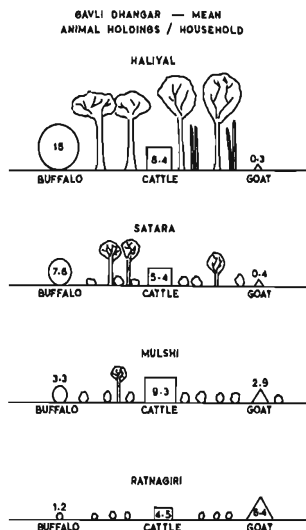 GAVLI DHANGAR — MEAN
ANIMAL HOLDINGS / HOUSEHOLD
HALIYAL
15 8.4 0.3
BUFFALO CATTLE GOAT
SATARA
7.6 5.4 0.4
BUFFALO CATTLE GOAT
MULSHI
3.3 9.3 2.9
BUFFALO CATTLE GOAT
RATNAGIRI
1.2 4.5 6.4
BUFFALO CATTLE GOAT